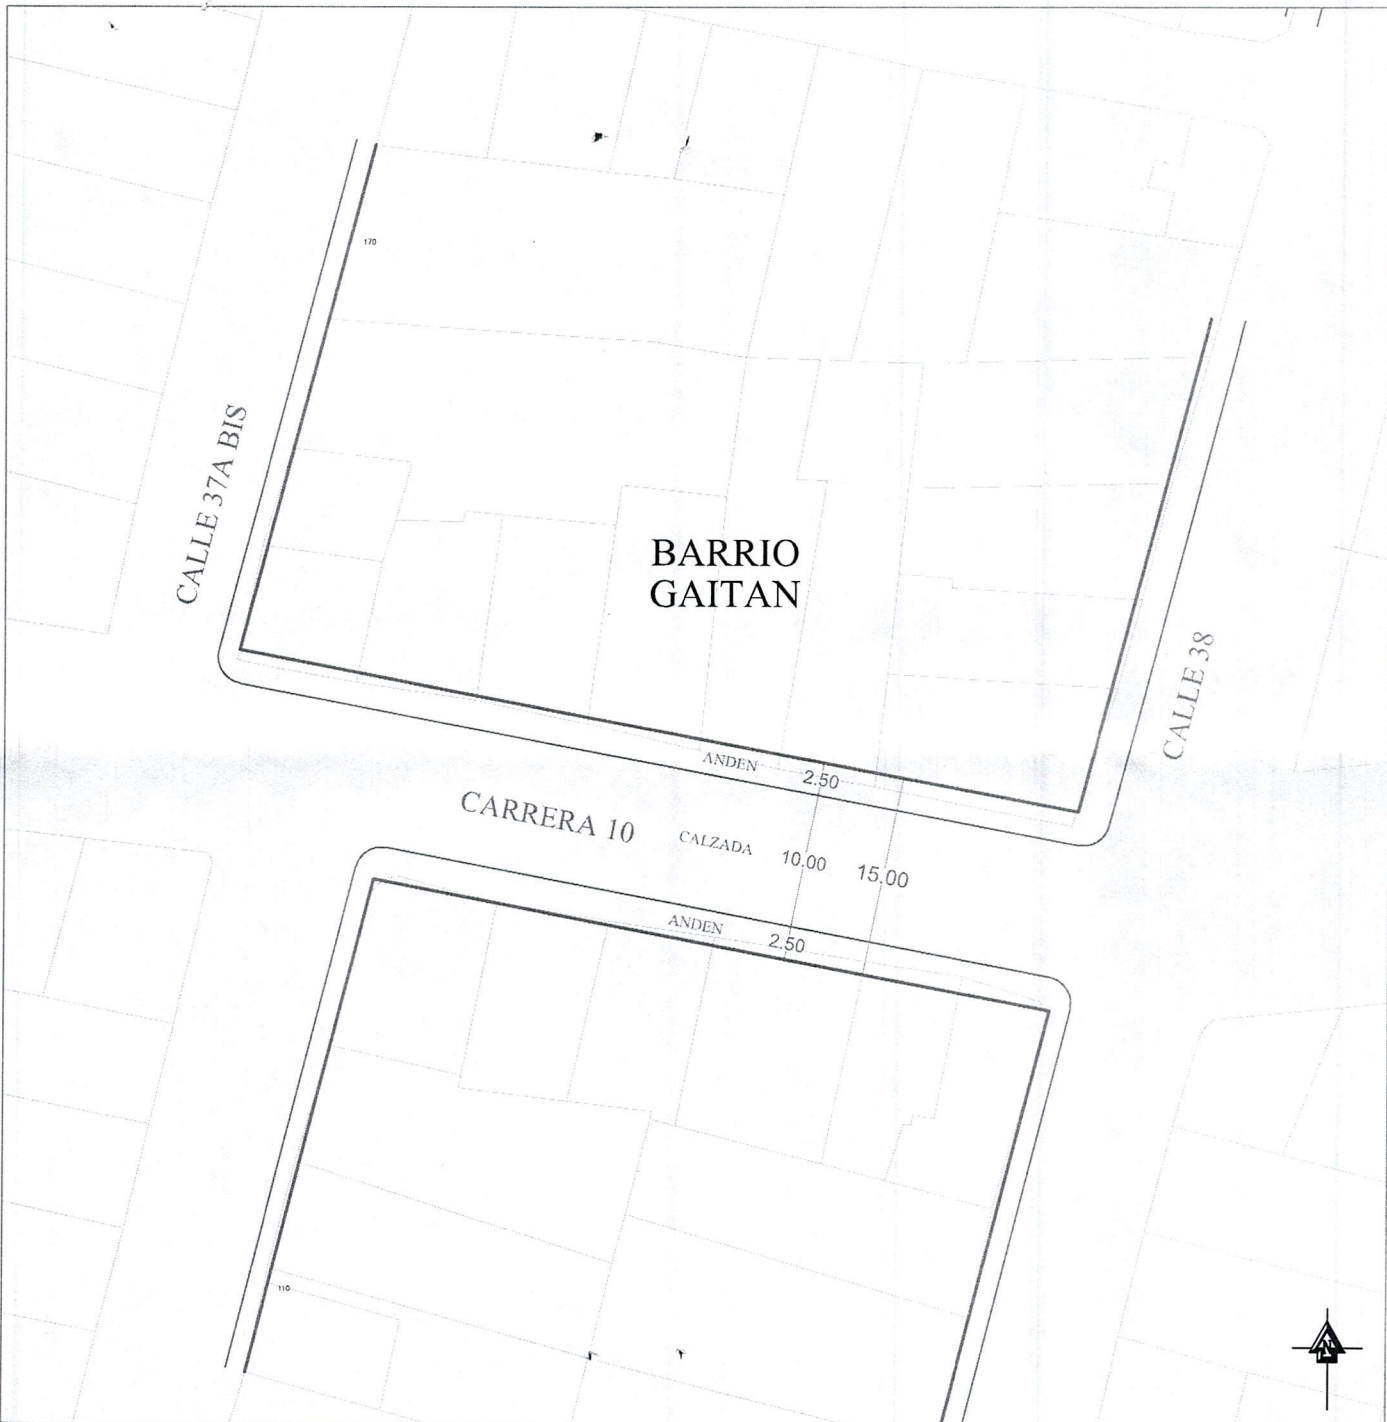 170
CALLE 37A BIS
BARRIO
GAITAN
CALLE 38
ANDEN
2.50
CARRERA 10
CALZADA
10.00
15.00
ANDEN
2.50
110
N